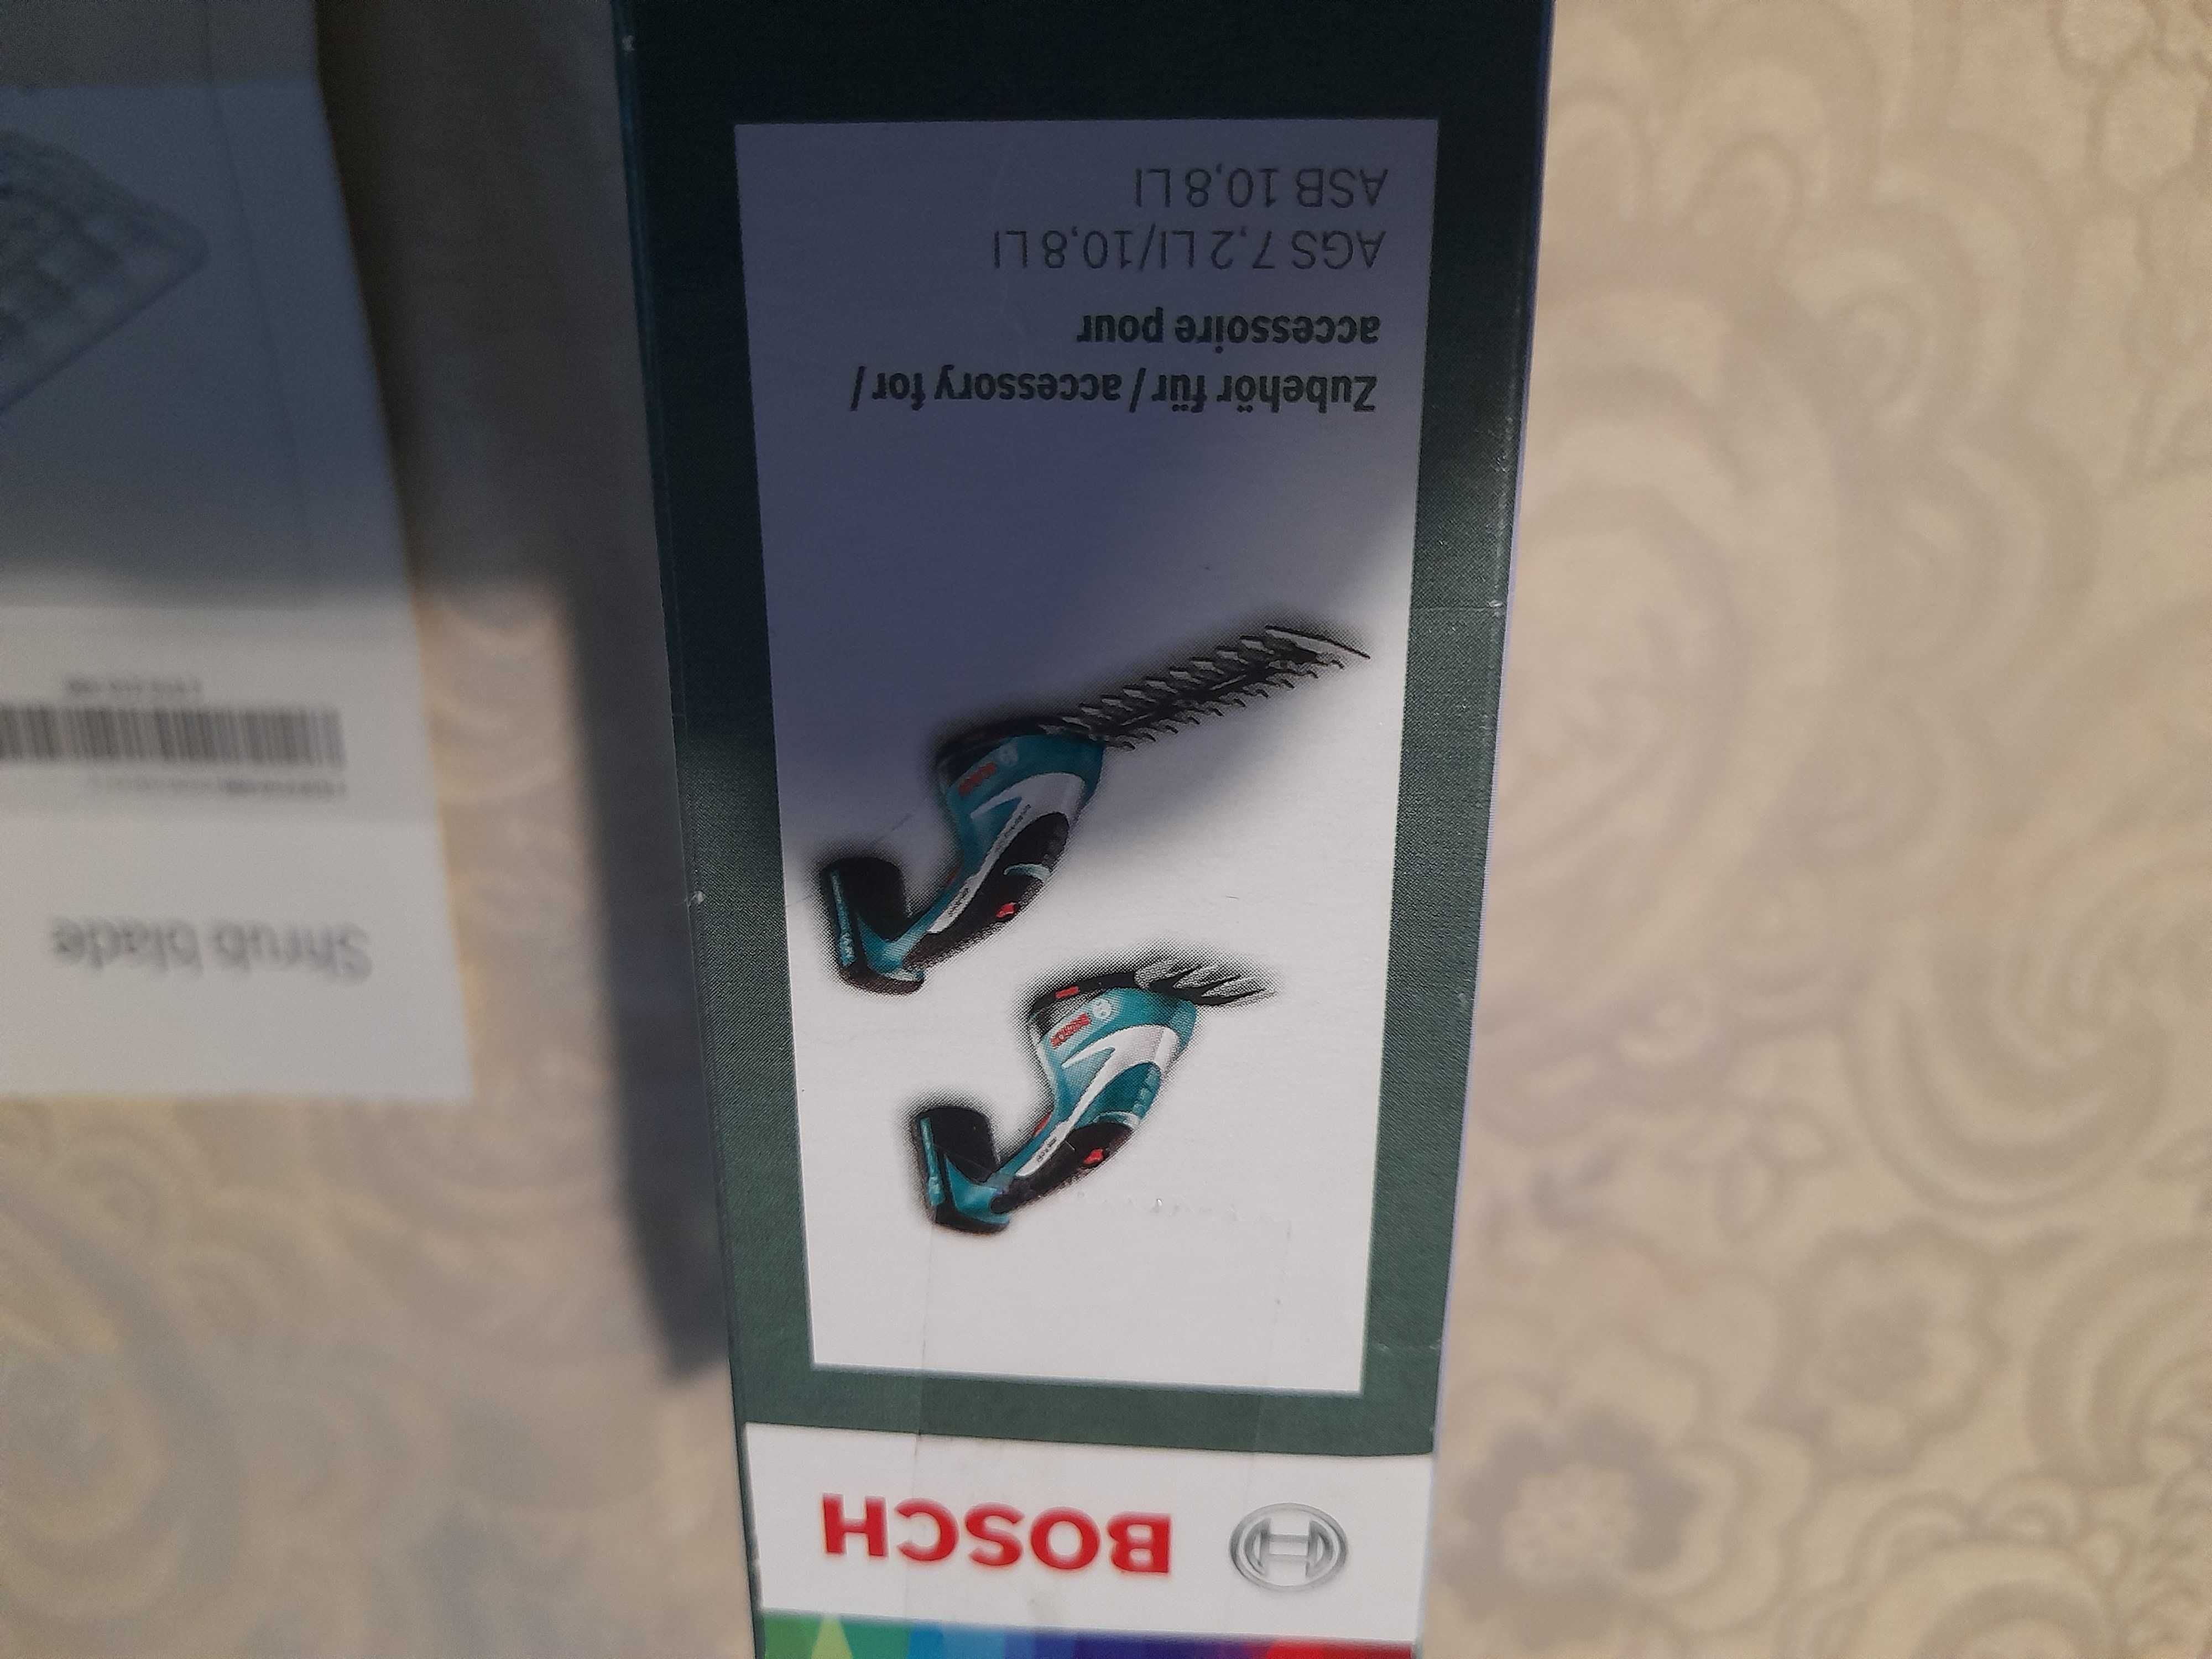 BOSCH
Zubehör für / accessory for /
accessoire pour
AGS 7,2 LI/10,8 LI
ASB 10,8 LI
Shrub blade